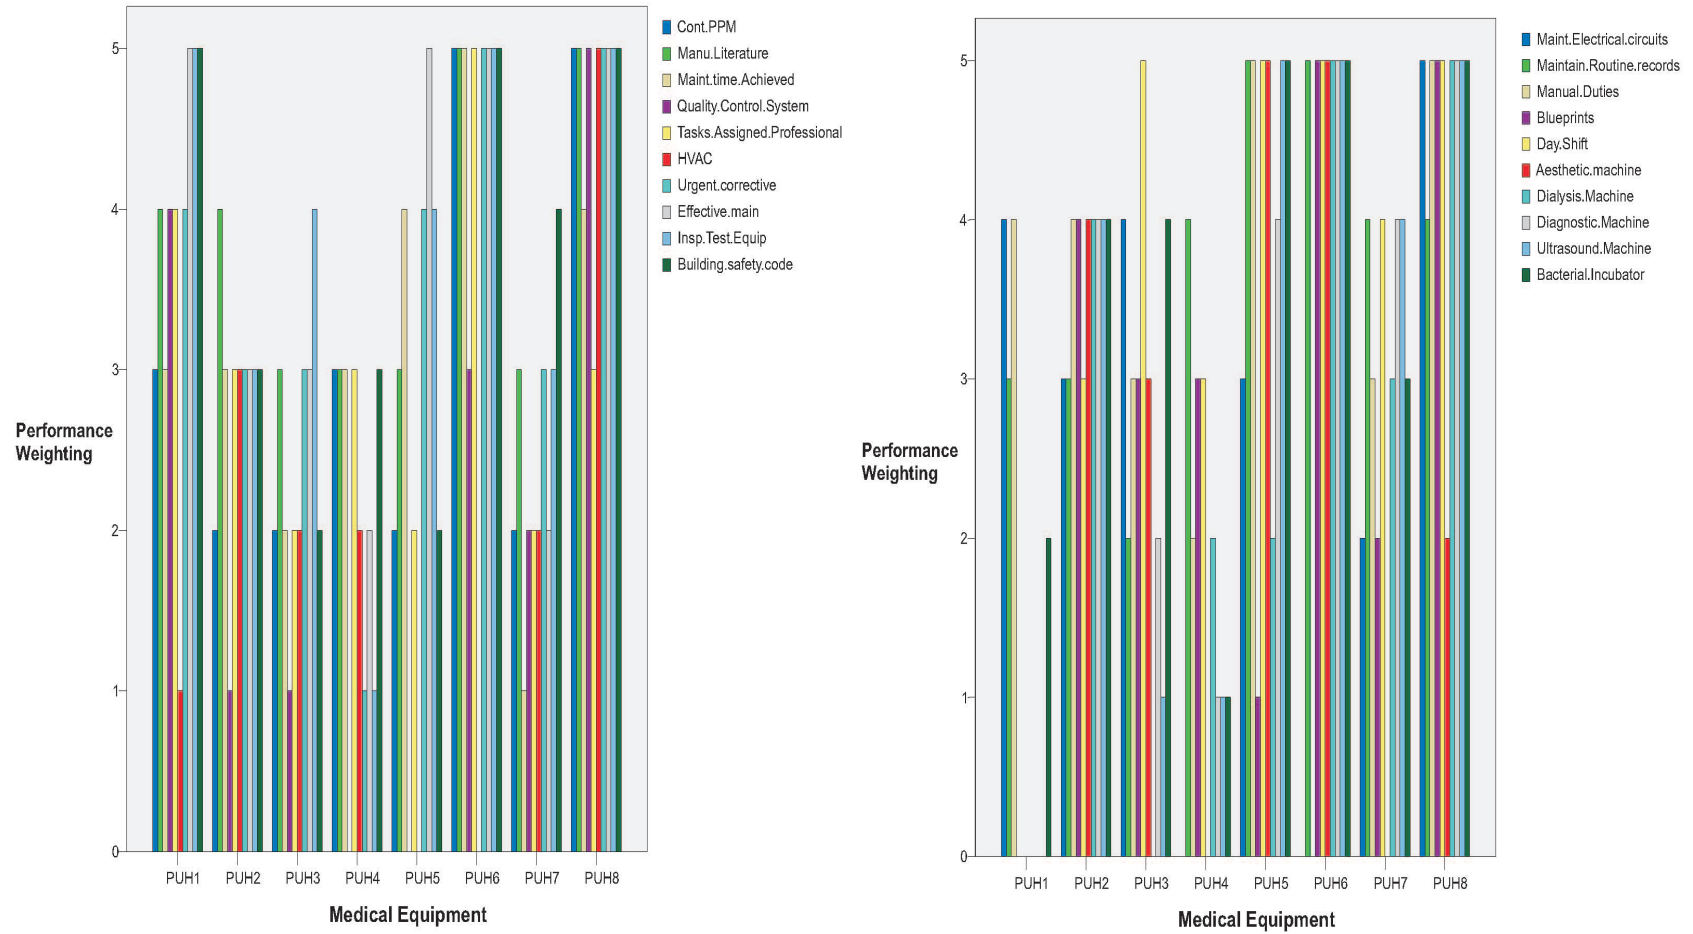 5
4
3
2
1
0
Performance
Weighting
PUH1 PUH2 PUH3 PUH4 PUH5 PUH6 PUH7 PUH8
Medical Equipment
Cont.PPM
Manu.Literature
Maint.time.Achieved
Quality.Control.System
Tasks.Assigned.Professional
HVAC
Urgent.corrective
Effective.main
Insp.Test.Equip
Building.safety.code
5
4
3
2
1
0
Performance
Weighting
PUH1 PUH2 PUH3 PUH4 PUH5 PUH6 PUH7 PUH8
Medical Equipment
Maint.Electrical.circuits
Maintain.Routine.records
Manual.Duties
Blueprints
Day.Shift
Aesthetic.machine
Dialysis.Machine
Diagnostic.Machine
Ultrasound.Machine
Bacterial.Incubator